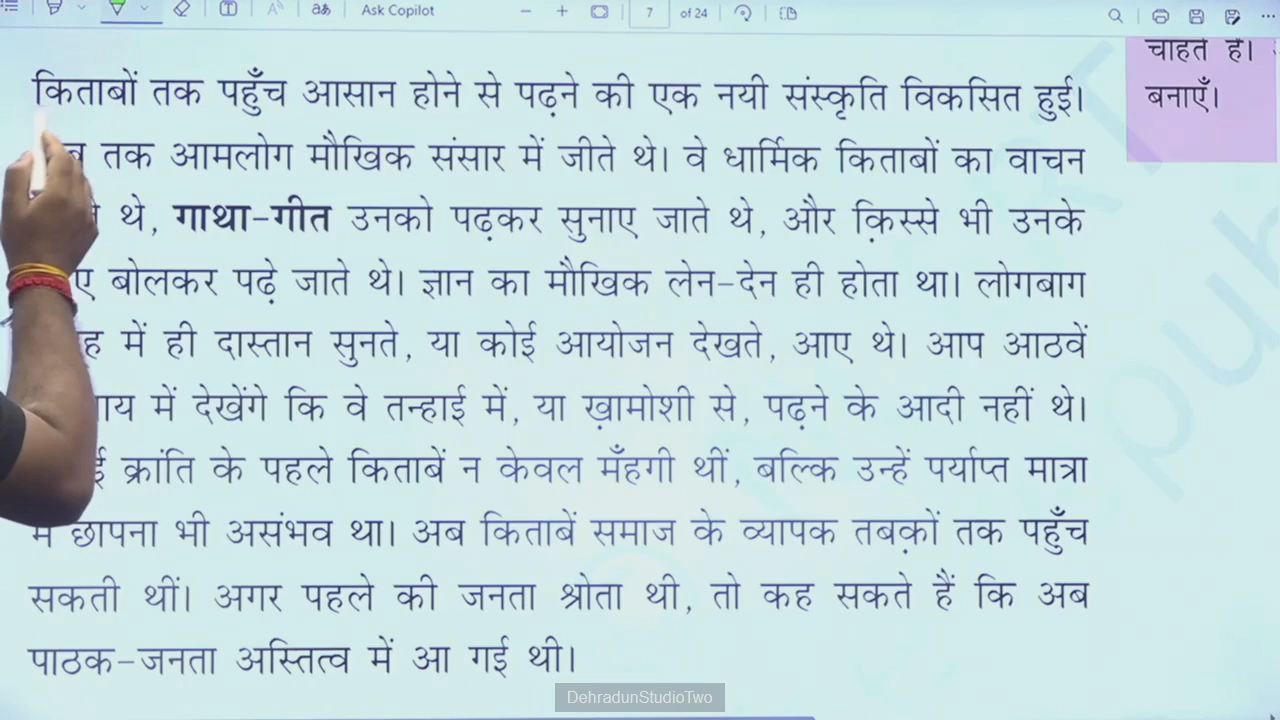 Ask Copilot
7 of 24
चाहते हैं।
बनाएँ।
किताबों तक पहुँच आसान होने से पढ़ने की एक नयी संस्कृति विकसित हुई।
तक आमलोग मौखिक संसार में जीते थे। वे धार्मिक किताबों का वाचन
थे, गाथा-गीत उनको पढ़कर सुनाए जाते थे, और क़िस्से भी उनके
बोलकर पढ़े जाते थे। ज्ञान का मौखिक लेन-देन ही होता था। लोगबाग
में ही दास्तान सुनते, या कोई आयोजन देखते, आए थे। आप आठवें
में देखेंगे कि वे तन्हाई में, या ख़ामोशी से, पढ़ने के आदी नहीं थे।
क्रांति के पहले किताबें न केवल मँहगी थीं, बल्कि उन्हें पर्याप्त मात्रा
में छापना भी असंभव था। अब किताबें समाज के व्यापक तबक़ों तक पहुँच
सकती थीं। अगर पहले की जनता श्रोता थी, तो कह सकते हैं कि अब
पाठक-जनता अस्तित्व में आ गई थी।
DehradunStudioTwo